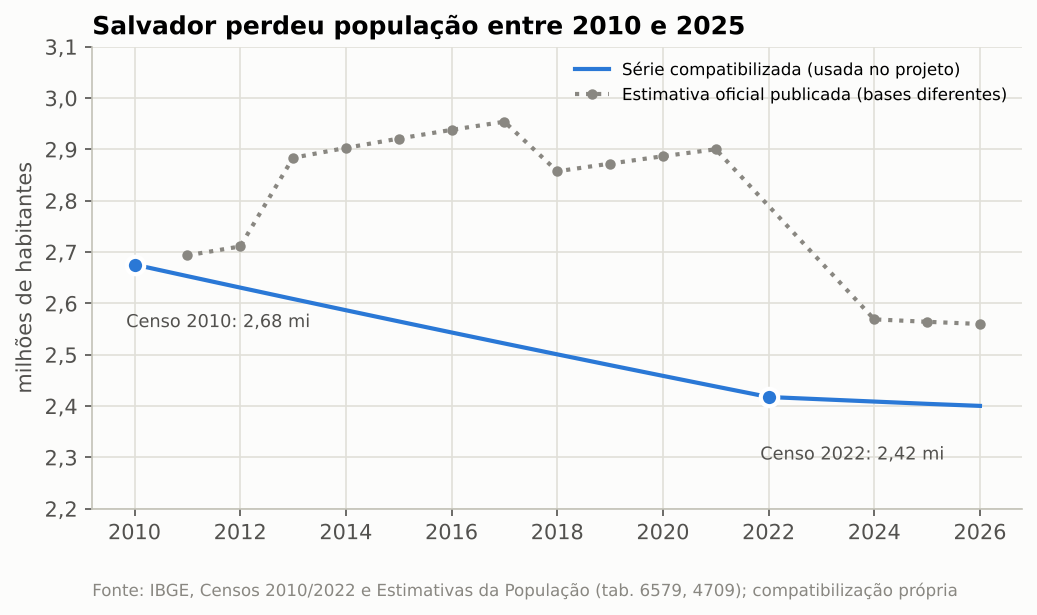 Salvador perdeu população entre 2010 e 2025
Série compatibilizada (usada no projeto)
Estimativa oficial publicada (bases diferentes)
milhões de habitantes
3,1
3,0
2,9
2,8
2,7
2,6
2,5
2,4
2,3
2,2
Censo 2010: 2,68 mi
Censo 2022: 2,42 mi
2010 2012 2014 2016 2018 2020 2022 2024 2026
Fonte: IBGE, Censos 2010/2022 e Estimativas da População (tab. 6579, 4709); compatibilização própria